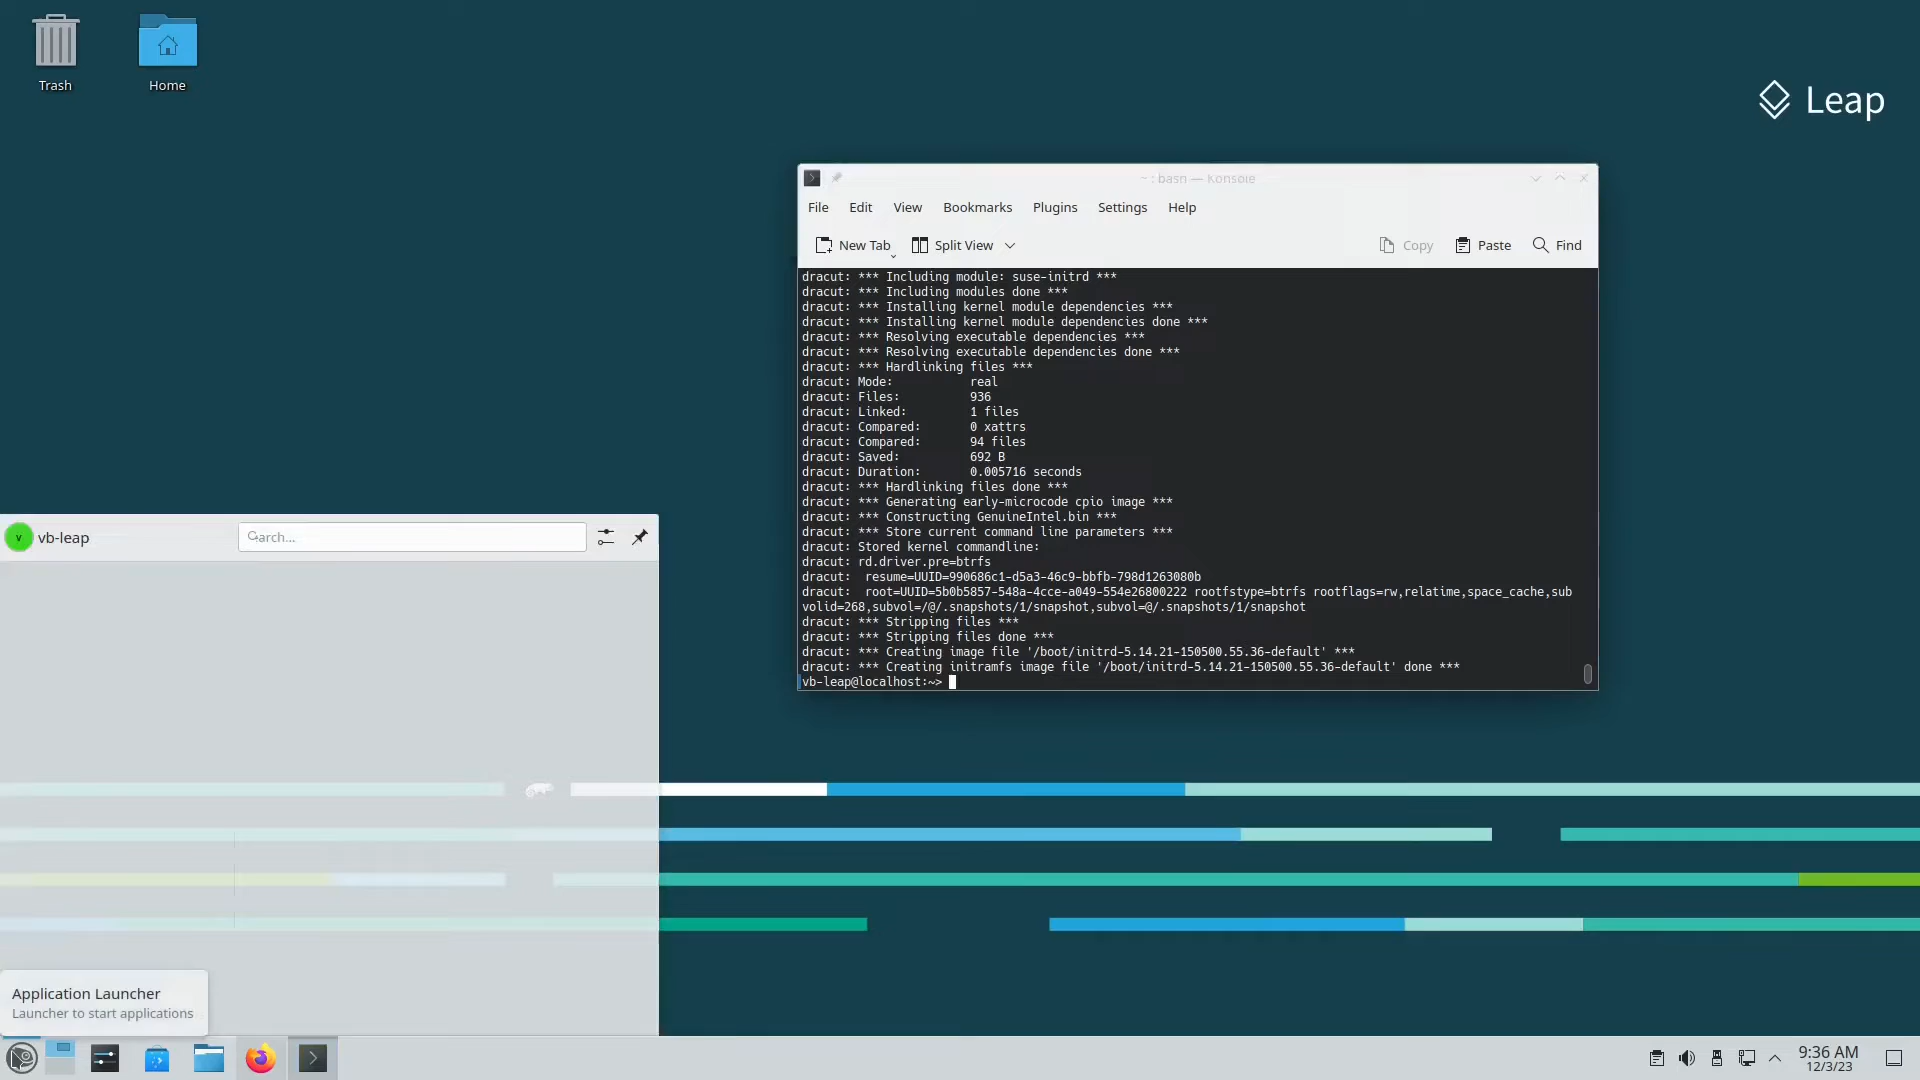 Trash
Home
Leap
~ : bash — Konsole
File Edit View Bookmarks Plugins Settings Help
New Tab Split View Copy Paste Find
dracut: *** Including module: suse-initrd ***
dracut: *** Including modules done ***
dracut: *** Installing kernel module dependencies ***
dracut: *** Installing kernel module dependencies done ***
dracut: *** Resolving executable dependencies ***
dracut: *** Resolving executable dependencies done ***
dracut: *** Hardlinking files ***
dracut: Mode:           real
dracut: Files:          936
dracut: Linked:         1 files
dracut: Compared:       0 xattrs
dracut: Compared:       94 files
dracut: Saved:          692 B
dracut: Duration:       0.005716 seconds
dracut: *** Hardlinking files done ***
dracut: *** Generating early-microcode cpio image ***
dracut: *** Constructing GenuineIntel.bin ***
dracut: *** Store current command line parameters ***
dracut: Stored kernel commandline:
dracut: rd.driver.pre=btrfs
dracut:  resume=UUID=990686c1-d5a3-46c9-bbfb-798d1263080b
dracut:  root=UUID=5b0b5857-548a-4cce-a049-554e26800222 rootfstype=btrfs rootflags=rw,relatime,space_cache,sub
volid=268,subvol=/@/.snapshots/1/snapshot,subvol=@/.snapshots/1/snapshot
dracut: *** Stripping files ***
dracut: *** Stripping files done ***
dracut: *** Creating image file '/boot/initrd-5.14.21-150500.55.36-default' ***
dracut: *** Creating initramfs image file '/boot/initrd-5.14.21-150500.55.36-default' done ***
vb-leap@localhost:~>
v vb-leap
Search...
Application Launcher
Launcher to start applications
9:36 AM
12/3/23